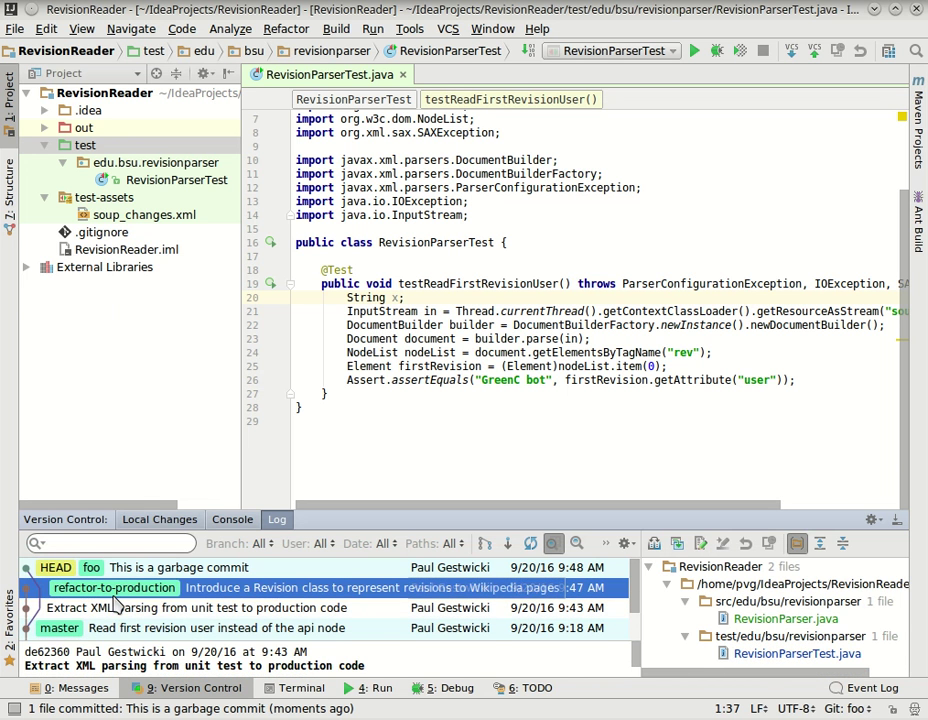 RevisionReader - [~/IdeaProjects/RevisionReader] - [RevisionReader] - ~/IdeaProjects/RevisionReader/test/edu/bsu/revisionparser/RevisionParserTest.java - I...
File Edit View Navigate Code Analyze Refactor Build Run Tools VCS Window Help
RevisionReader test edu bsu revisionparser RevisionParserTest RevisionParserTest VCS VCS
Project RevisionParserTest.java
RevisionParserTest testReadFirstRevisionUser()
1: Project
7: Structure
2: Favorites
Maven Projects
Ant Build
RevisionReader ~/IdeaProjects/
.idea
out
test
edu.bsu.revisionparser
RevisionParserTest
test-assets
soup_changes.xml
.gitignore
RevisionReader.iml
External Libraries
7 import org.w3c.dom.NodeList;
8 import org.xml.sax.SAXException;
9
10 import javax.xml.parsers.DocumentBuilder;
11 import javax.xml.parsers.DocumentBuilderFactory;
12 import javax.xml.parsers.ParserConfigurationException;
13 import java.io.IOException;
14 import java.io.InputStream;
15
16 public class RevisionParserTest {
17
18 @Test
19 public void testReadFirstRevisionUser() throws ParserConfigurationException, IOException, SA
20 String x;
21 InputStream in = Thread.currentThread().getContextClassLoader().getResourceAsStream("sou
22 DocumentBuilder builder = DocumentBuilderFactory.newInstance().newDocumentBuilder();
23 Document document = builder.parse(in);
24 NodeList nodeList = document.getElementsByTagName("rev");
25 Element firstRevision = (Element)nodeList.item(0);
26 Assert.assertEquals("GreenC bot", firstRevision.getAttribute("user"));
27 }
28 }
29
Version Control: Local Changes Console Log
Branch: All User: All Date: All Paths: All »
HEAD foo This is a garbage commit Paul Gestwicki 9/20/16 9:48 AM
refactor-to-production Introduce a Revision class to represent revisions to Wikipedia pages :47 AM
Extract XML parsing from unit test to production code Paul Gestwicki 9/20/16 9:43 AM
master Read first revision user instead of the api node Paul Gestwicki 9/20/16 9:18 AM
de62360 Paul Gestwicki on 9/20/16 at 9:43 AM
Extract XML parsing from unit test to production code
RevisionReader 2 files
/home/pvg/IdeaProjects/RevisionReade
src/edu/bsu/revisionparser 1 file
RevisionParser.java
test/edu/bsu/revisionparser 1 file
RevisionParserTest.java
0: Messages 9: Version Control Terminal 4: Run 5: Debug 6: TODO Event Log
1 file committed: This is a garbage commit (moments ago) 1:37 LF UTF-8 Git: foo